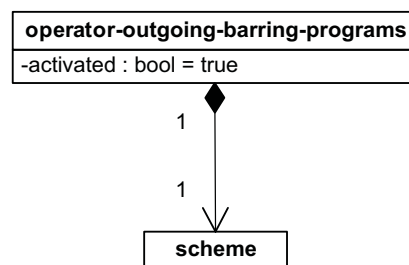 operator-outgoing-barring-programs
-activated : bool = true
1
1
scheme